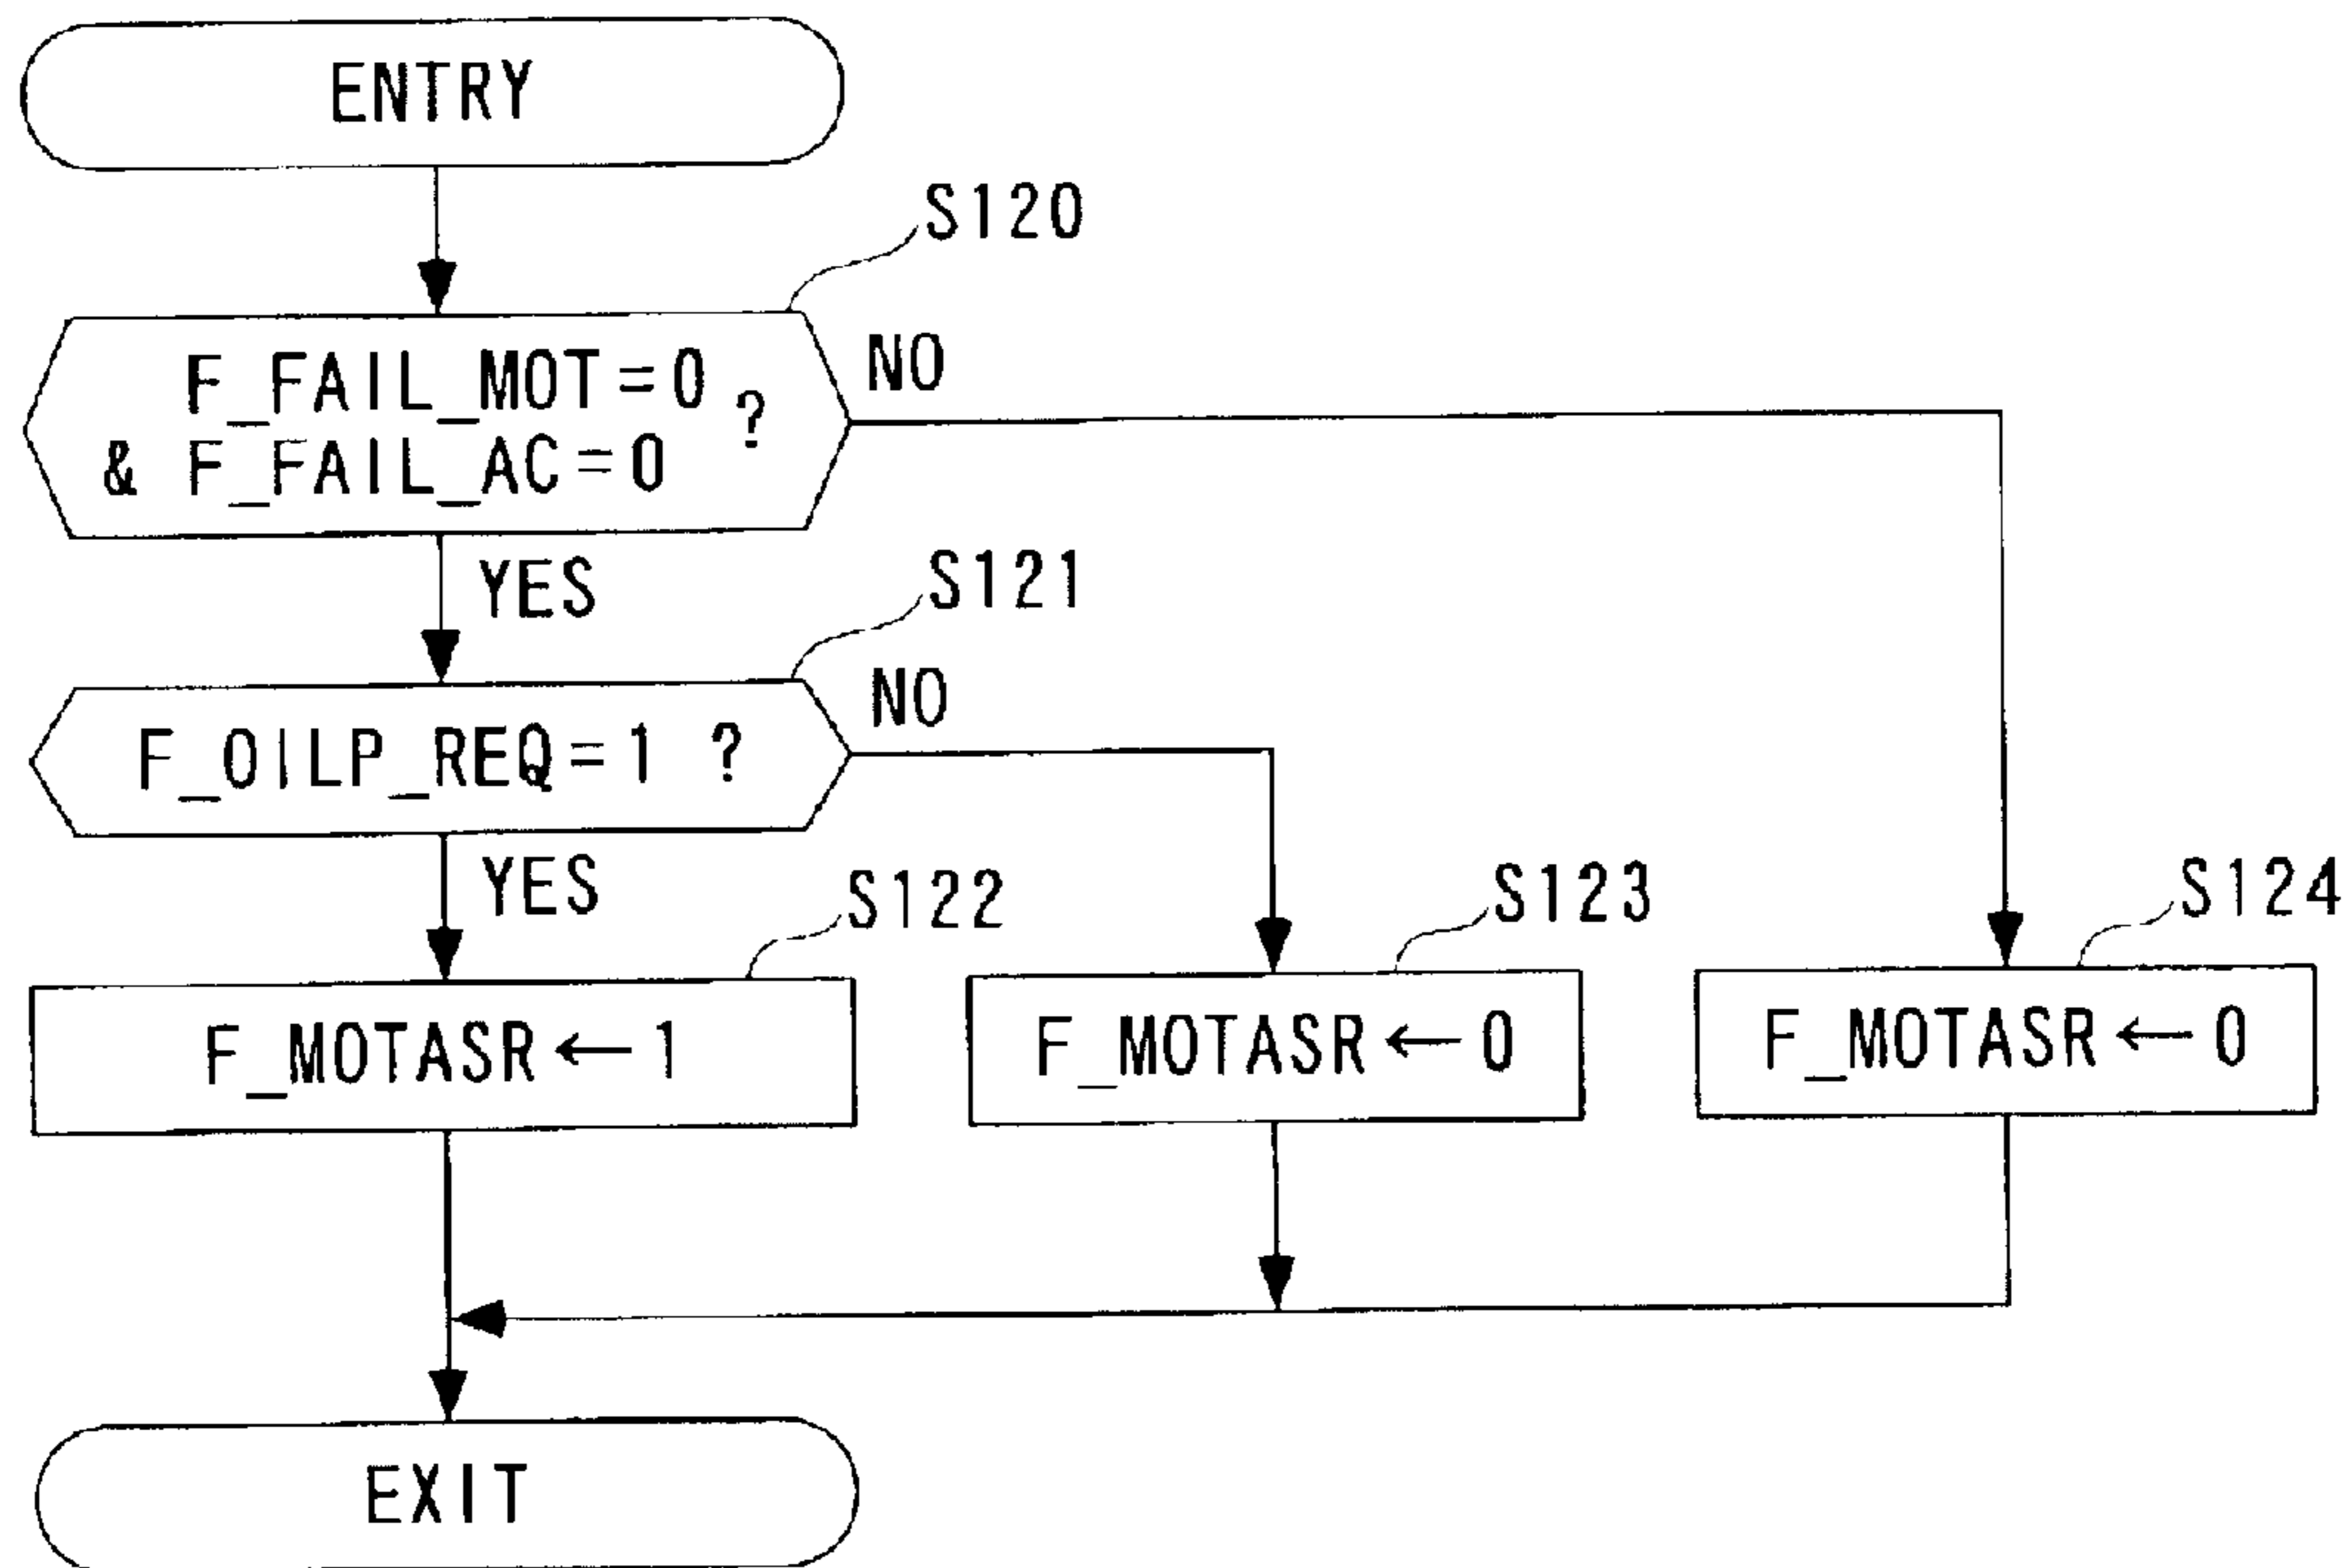 ENTRY
S120
F_FAIL_MOT=0
& F_FAIL_AC=0 ?
NO
YES
S121
F_OILP_REQ=1 ?
NO
YES
S122
S123
S124
F_MOTASR←1
F_MOTASR←0
F_MOTASR←0
EXIT